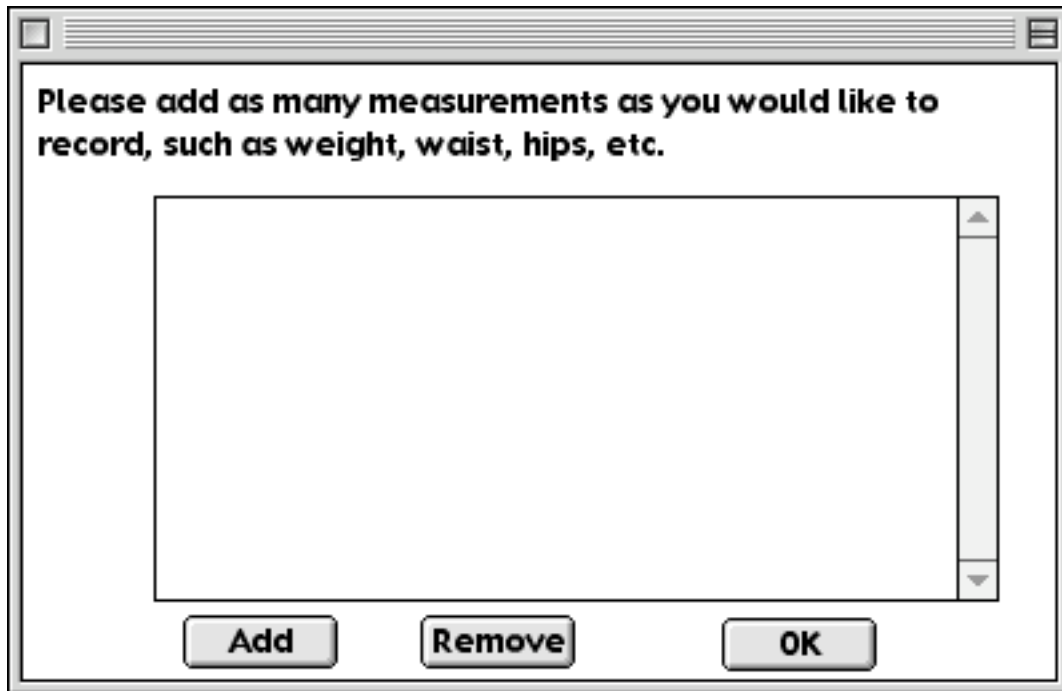 Please add as many measurements as you would like to
record, such as weight, waist, hips, etc.
Add Remove OK